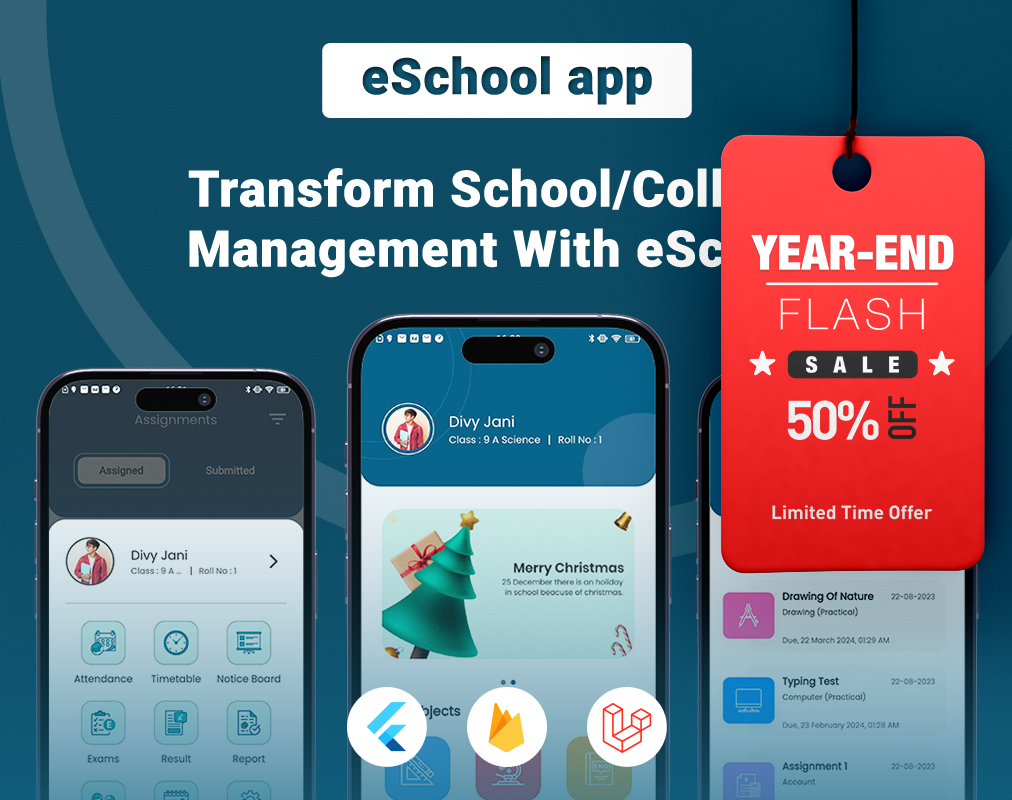 eSchool app
Transform School/Coll
Management With eSc
YEAR-END
FLASH
SALE
50% OFF
Limited Time Offer
Assignments
Assigned
Submitted
Divy Jani
Class : 9 A ... | Roll No : 1
Attendance
Timetable
Notice Board
Exams
Result
Report
Divy Jani
Class : 9 A Science | Roll No : 1
Merry Christmas
25 December there is an holiday
in school beacuse of christmas.
bjects
Drawing Of Nature
22-08-2023
Drawing (Practical)
Due, 22 March 2024, 01:29 AM
Typing Test
22-08-2023
Computer (Practical)
Due, 23 February 2024, 01:28 AM
Assignment 1
22-08-2023
Account